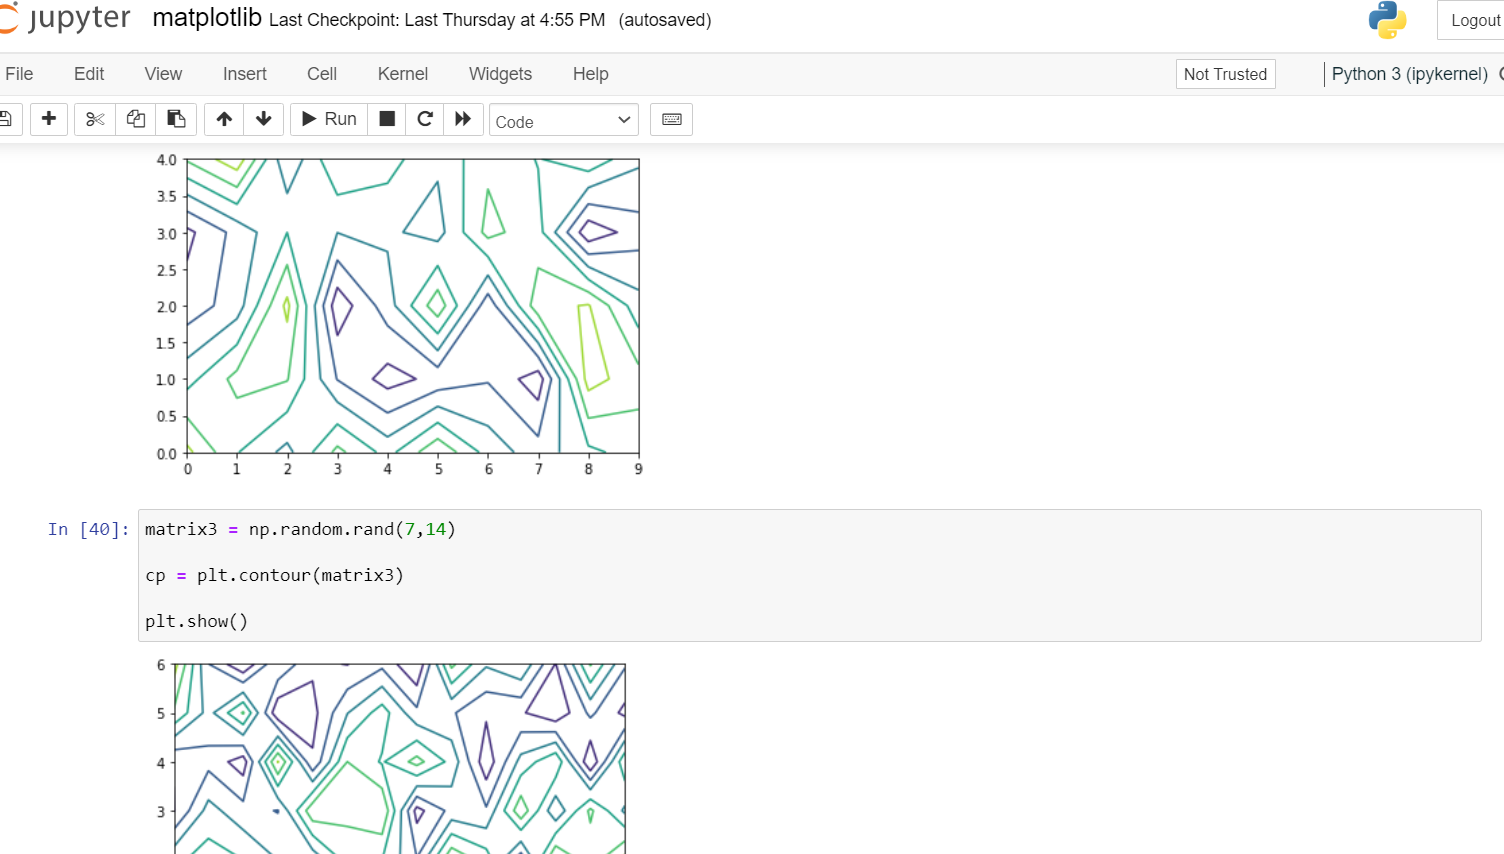 jupyter matplotlib Last Checkpoint: Last Thursday at 4:55 PM (autosaved) Logout
File Edit View Insert Cell Kernel Widgets Help Not Trusted Python 3 (ipykernel)
Run Code
4.0
3.5
3.0
2.5
2.0
1.5
1.0
0.5
0.0
0 1 2 3 4 5 6 7 8 9
In [40]: matrix3 = np.random.rand(7,14)
cp = plt.contour(matrix3)
plt.show()
6
5
4
3